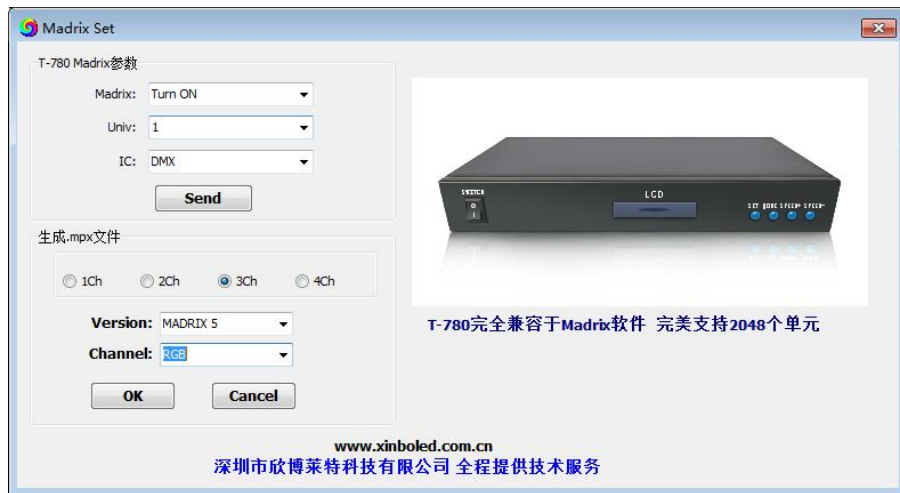 Madrix Set
T-780 Madrix参数
Madrix: Turn ON
Univ: 1
IC: DMX
Send
生成.mpx文件
1Ch 2Ch 3Ch 4Ch
Version: MADRIX 5
Channel: RGB
OK Cancel
SWITCH
LCD
SET MODE SPEED+ SPEED-
T-780完全兼容于Madrix软件 完美支持2048个单元
www.xinboled.com.cn
深圳市欣博莱特科技有限公司 全程提供技术服务